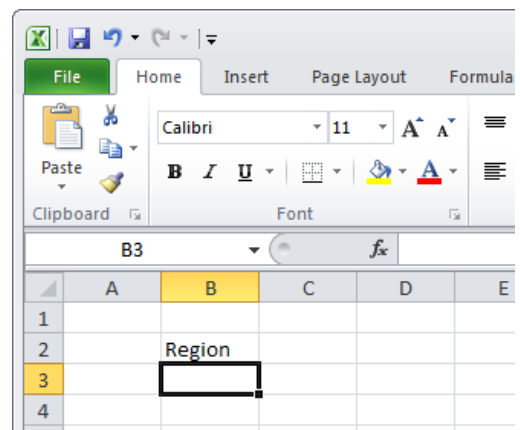 File Home Insert Page Layout Formula
Calibri 11 A A
Paste B I U A
Clipboard Font
B3 fx
A B C D E
1
2 Region
3
4